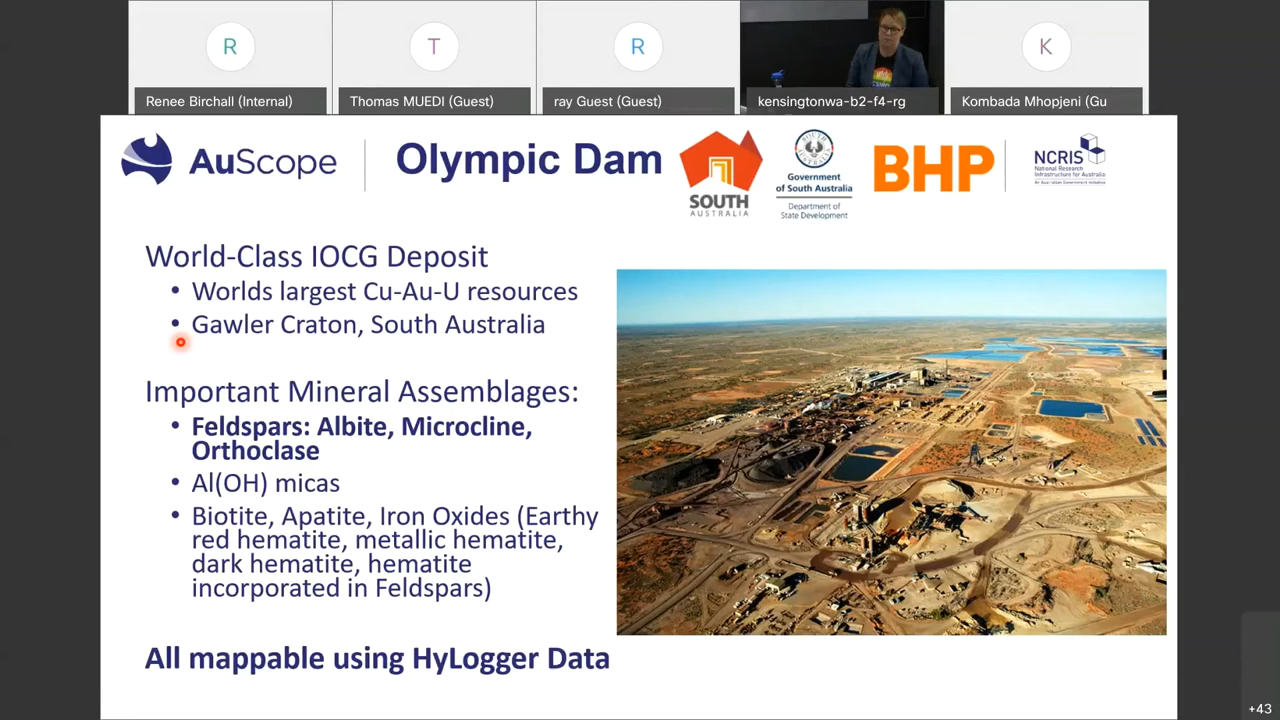 R
T
R
K
Renee Birchall (Internal)
Thomas MUEDI (Guest)
ray Guest (Guest)
kensingtonwa-b2-f4-rg
Kombada Mhopjeni (Gu
AuScope
Olympic Dam
SOUTH
AUSTRALIA
Government
of South Australia
Department of
State Development
BHP
NCRIS
National Research
Infrastructure for Australia
An Australian Government Initiative
World-Class IOCG Deposit
• Worlds largest Cu-Au-U resources
• Gawler Craton, South Australia
Important Mineral Assemblages:
• Feldspars: Albite, Microcline,
Orthoclase
• Al(OH) micas
• Biotite, Apatite, Iron Oxides (Earthy
red hematite, metallic hematite,
dark hematite, hematite
incorporated in Feldspars)
All mappable using HyLogger Data
+43